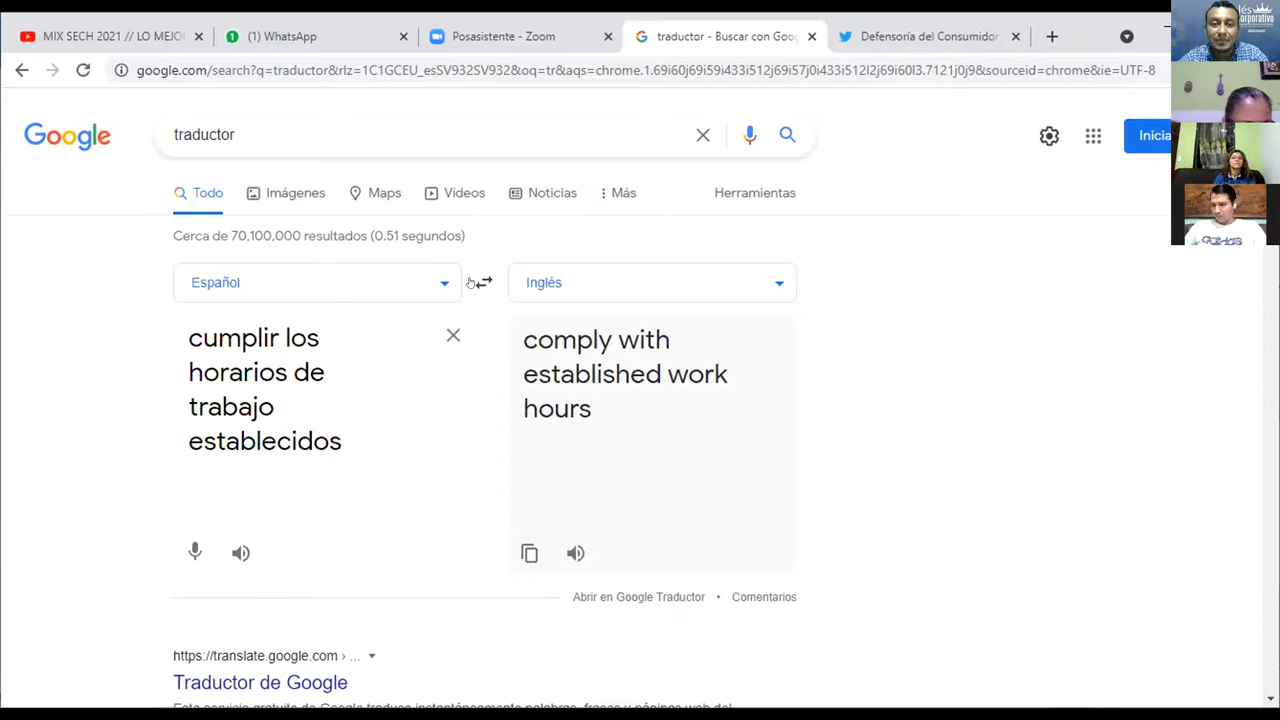 MIX SECH 2021 // LO MEJO
(1) WhatsApp
Posasistente - Zoom
traductor - Buscar con Goog
Defensoría del Consumidor
google.com/search?q=traductor&rlz=1C1GCEU_esSV932SV932&oq=tr&aqs=chrome.1.69i60j69i59i433i512j69i57j0i433i512l2j69i60l3.7121j0j9&sourceid=chrome&ie=UTF-8
Google
traductor
Inicia
Todo
Imágenes
Maps
Vídeos
Noticias
Más
Herramientas
Cerca de 70,100,000 resultados (0.51 segundos)
Español
Inglés
cumplir los
horarios de
trabajo
establecidos
comply with
established work
hours
Abrir en Google Traductor • Comentarios
https://translate.google.com › ...
Traductor de Google